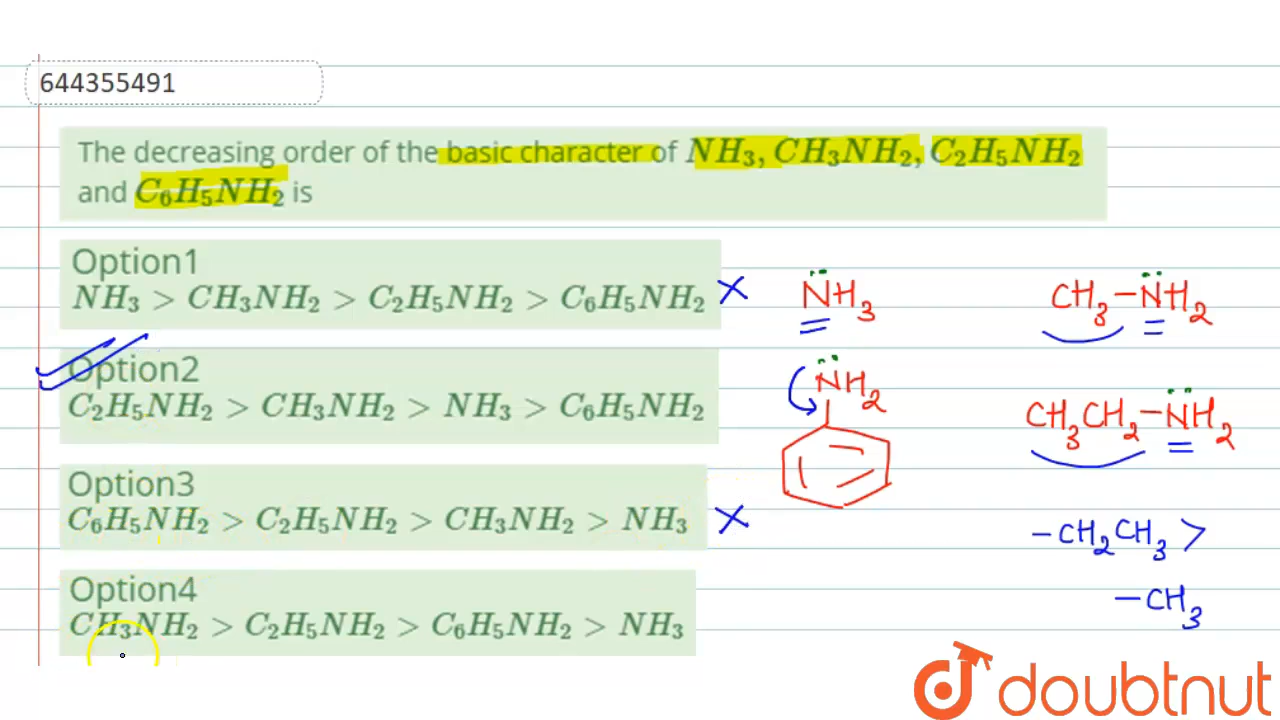 644355491
The decreasing order of the basic character of NH₃, CH₃NH₂, C₂H₅NH₂
and C₆H₅NH₂ is
Option1
NH₃ > CH₃NH₂ > C₂H₅NH₂ > C₆H₅NH₂
Option2
C₂H₅NH₂ > CH₃NH₂ > NH₃ > C₆H₅NH₂
Option3
C₆H₅NH₂ > C₂H₅NH₂ > CH₃NH₂ > NH₃
Option4
CH₃NH₂ > C₂H₅NH₂ > C₆H₅NH₂ > NH₃
NH₃
CH₃-NH₂
NH₂
CH₃CH₂-NH₂
-CH₂CH₃ >
-CH₃
doubtnut